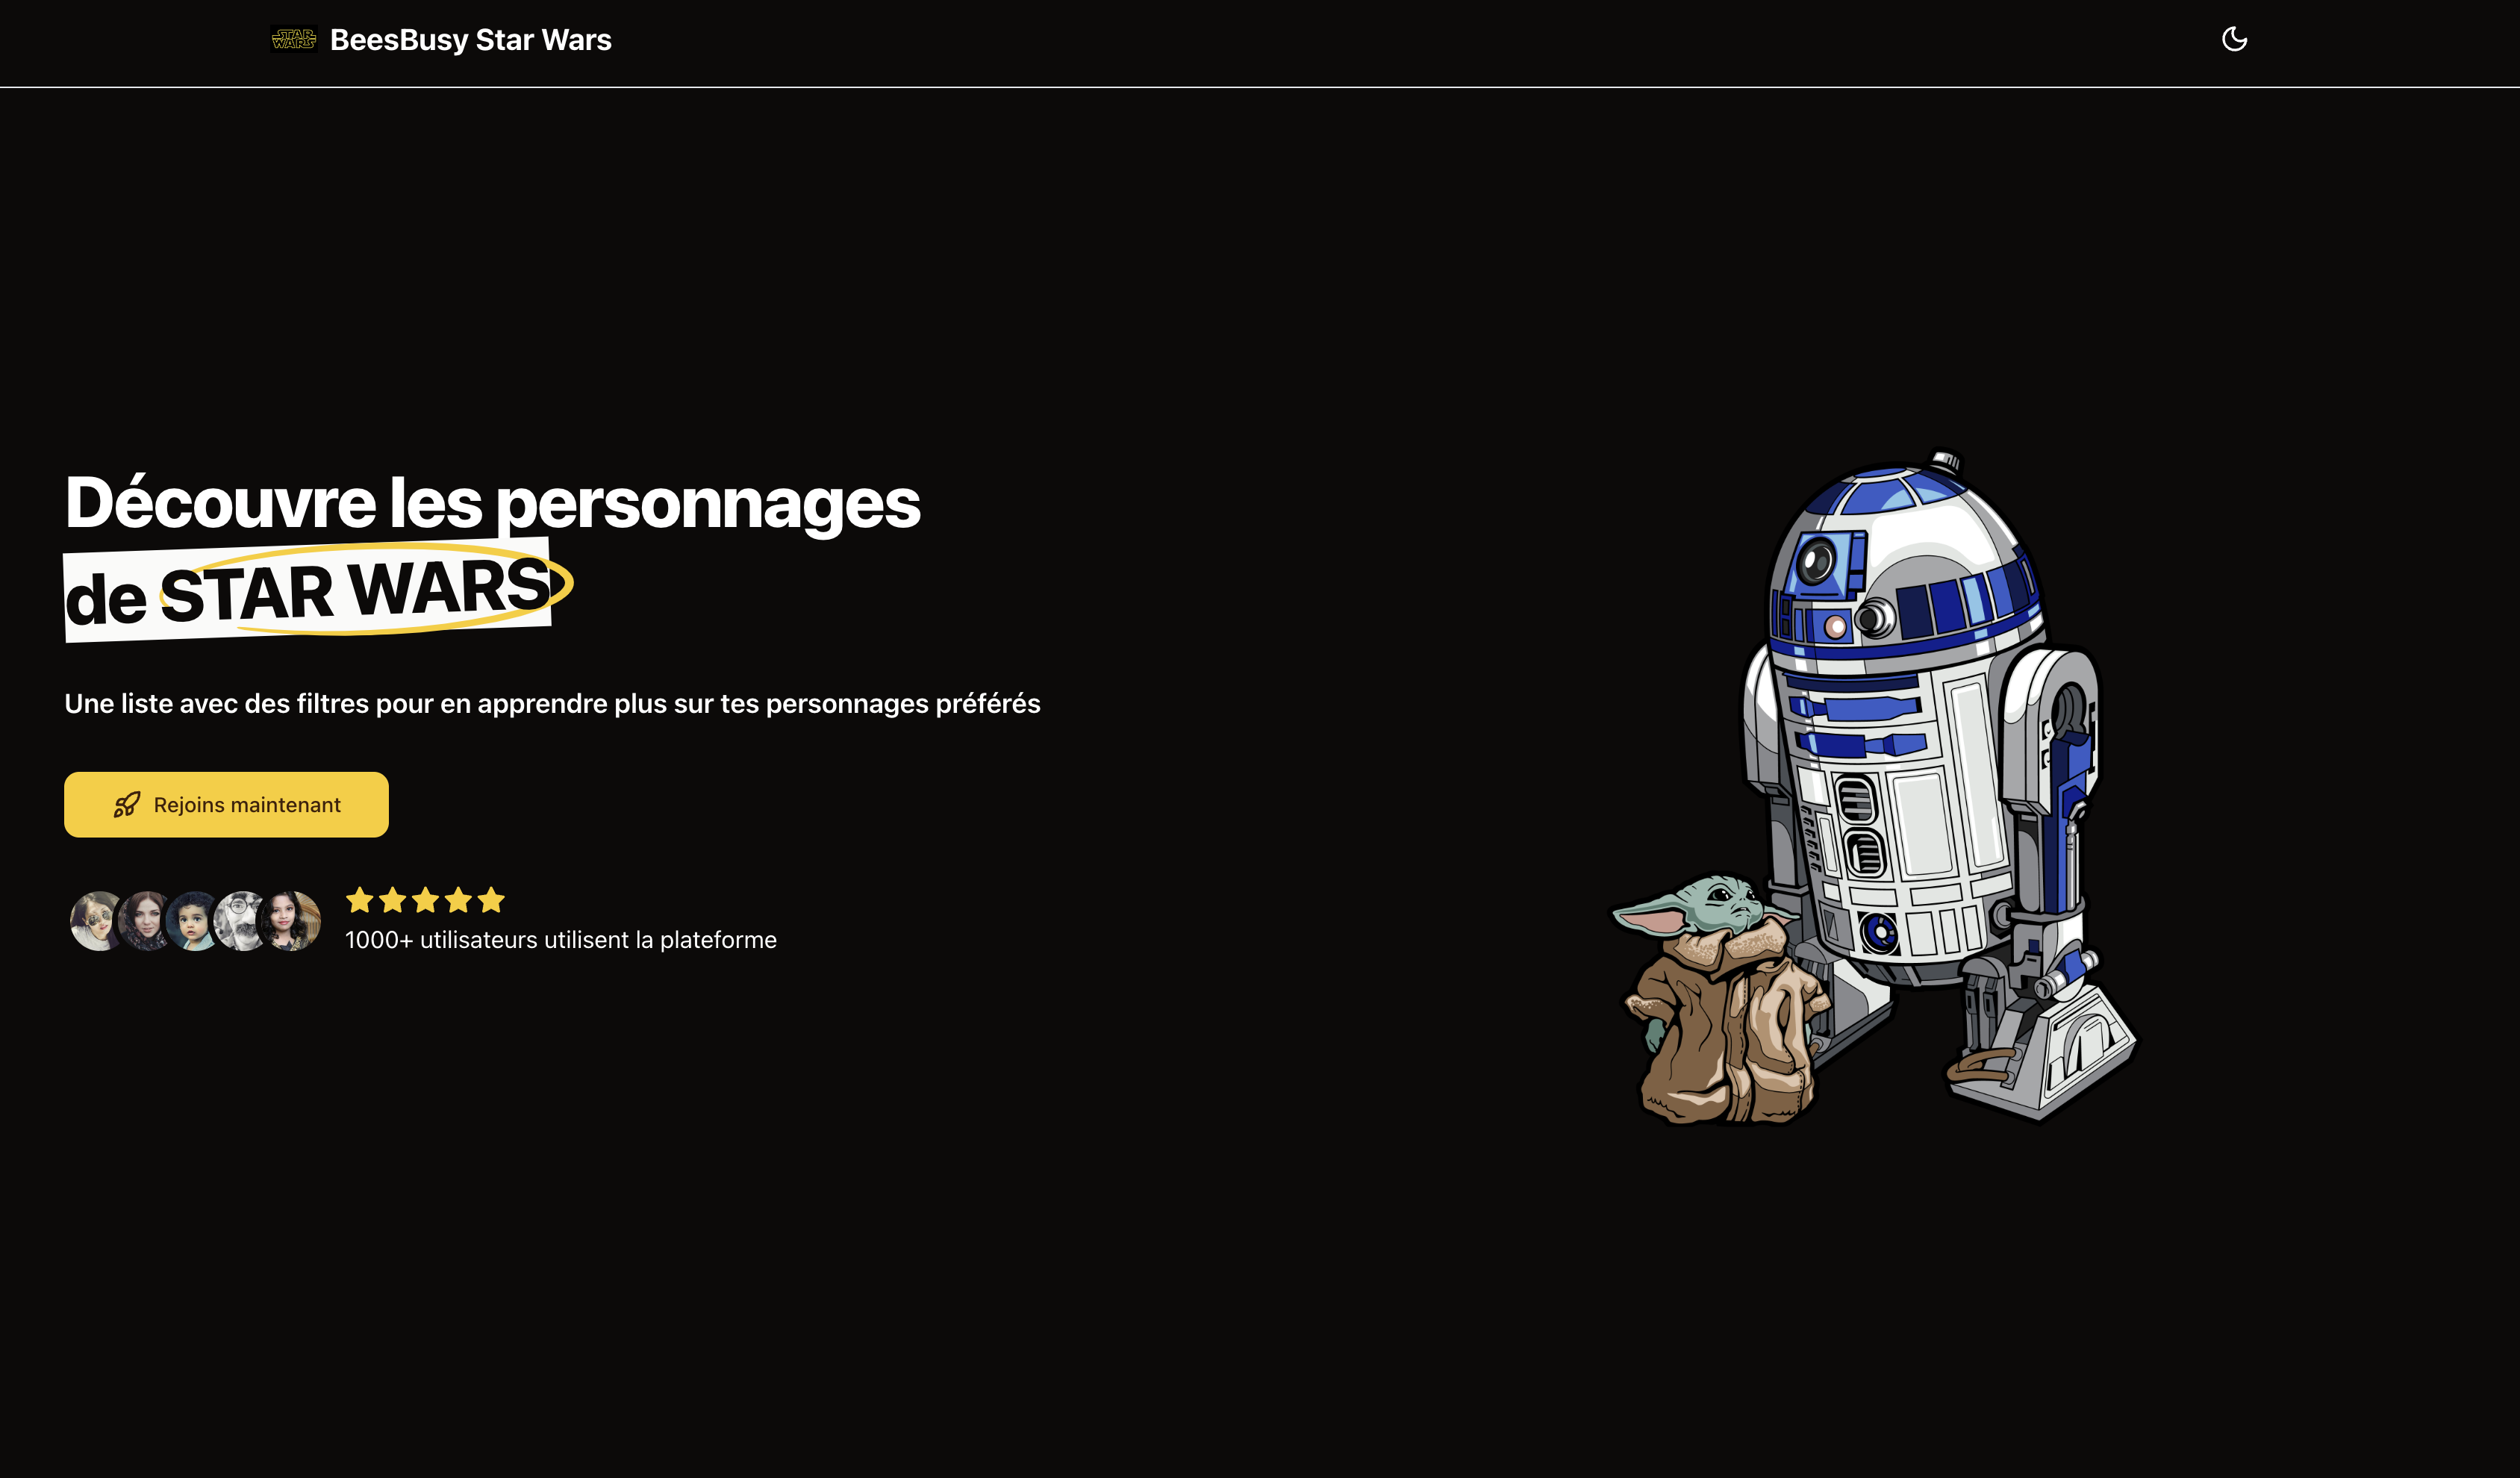 STAR
WARS
BeesBusy Star Wars
Découvre les personnages
de STAR WARS
Une liste avec des filtres pour en apprendre plus sur tes personnages préférés
Rejoins maintenant
1000+ utilisateurs utilisent la plateforme